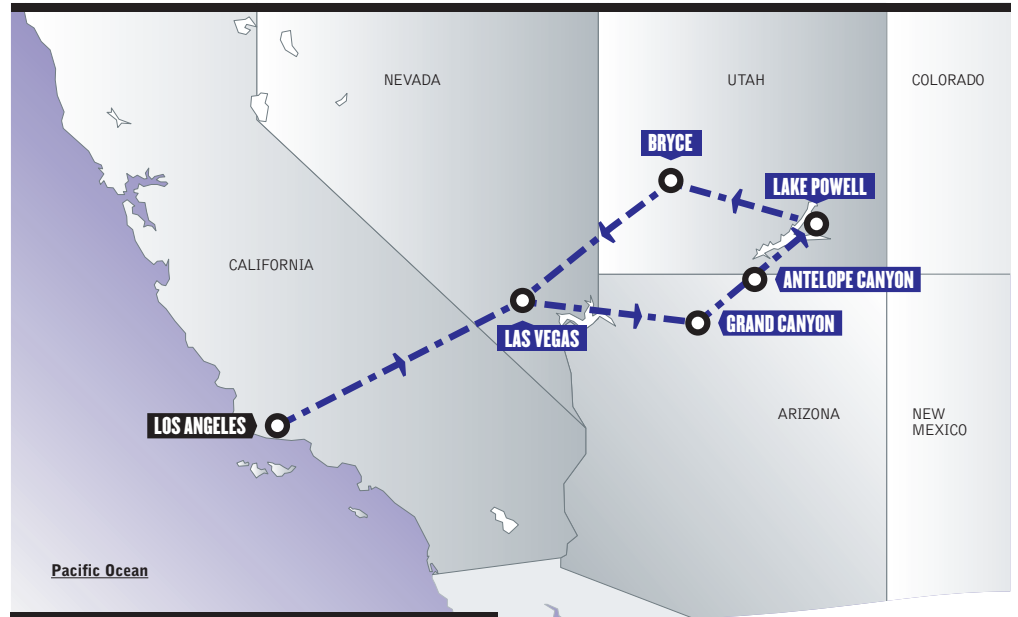 NEVADA
UTAH
COLORADO
BRYCE
LAKE POWELL
CALIFORNIA
ANTELOPE CANYON
GRAND CANYON
LAS VEGAS
LOS ANGELES
ARIZONA
NEW
MEXICO
Pacific Ocean